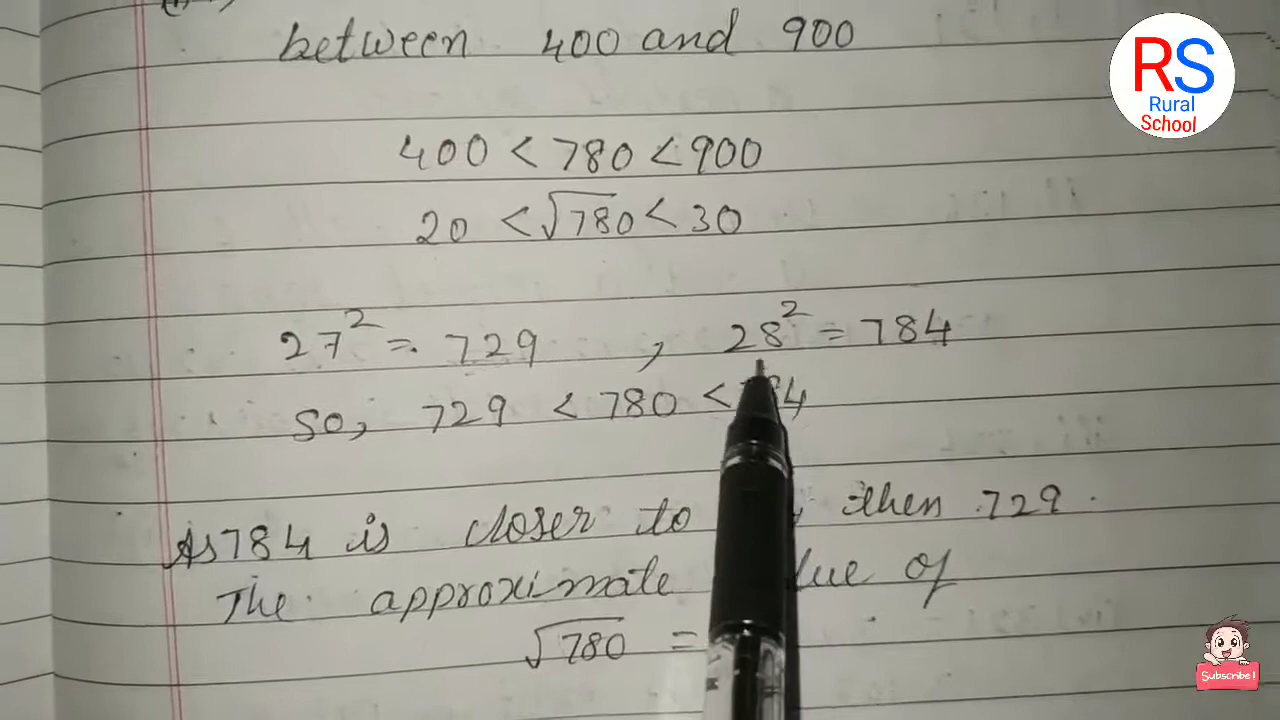 between 400 and 900
RS
Rural
School
400 < 780 < 900
20 < √780 < 30
27² = 729 , 28² = 784
so, 729 < 780 <
As 784 is closer to , then 729.
The approximate of
√780 =
Subscribe!